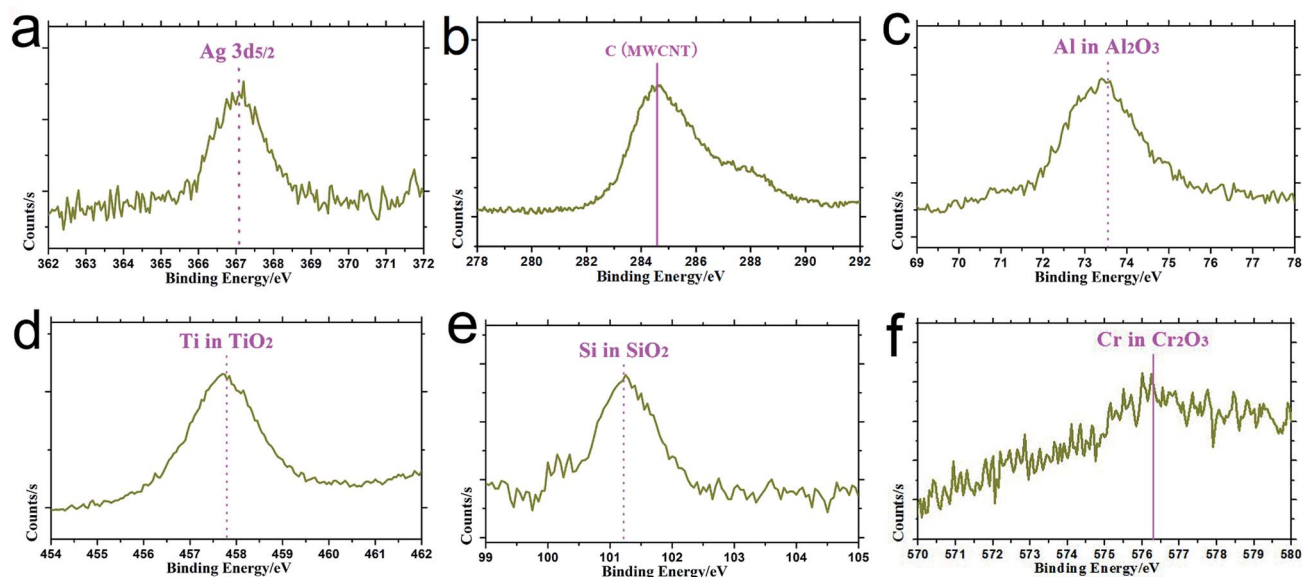 a
Ag 3d5/2
Counts/s
362 363 364 365 366 367 368 369 370 371 372
Binding Energy/eV
b
C (MWCNT)
Counts/s
278 280 282 284 286 288 290 292
Binding Energy/eV
c
Al in Al2O3
Counts/s
69 70 71 72 73 74 75 76 77 78
Binding Energy/eV
d
Ti in TiO2
Counts/s
454 455 456 457 458 459 460 461 462
Binding Energy/eV
e
Si in SiO2
Counts/s
99 100 101 102 103 104 105
Binding Energy/eV
f
Cr in Cr2O3
Counts/s
570 571 572 573 574 575 576 577 578 579 580
Binding Energy/eV